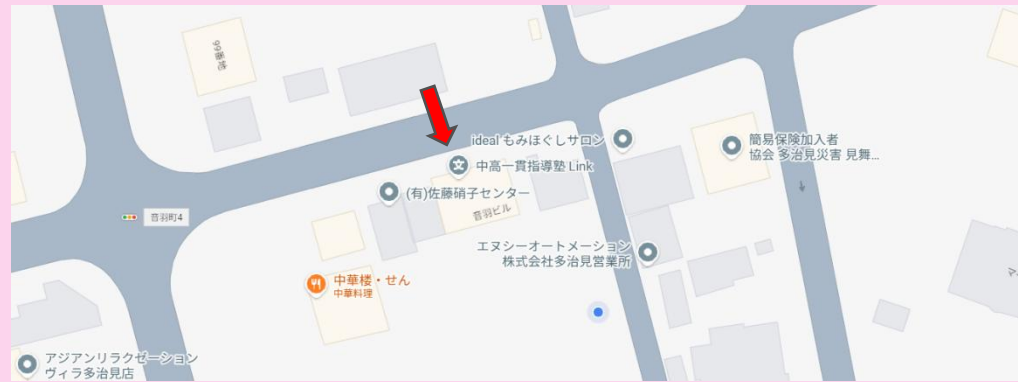 99番地
ideal もみほぐしサロン
簡易保険加入者
協会 多治見災害 見舞...
中高一貫指導塾 Link
(有)佐藤硝子センター
音羽ビル
音羽町4
エヌシーオートメーション
株式会社多治見営業所
中華楼・せん
中華料理
アジアンリラクゼーション
ヴィラ多治見店